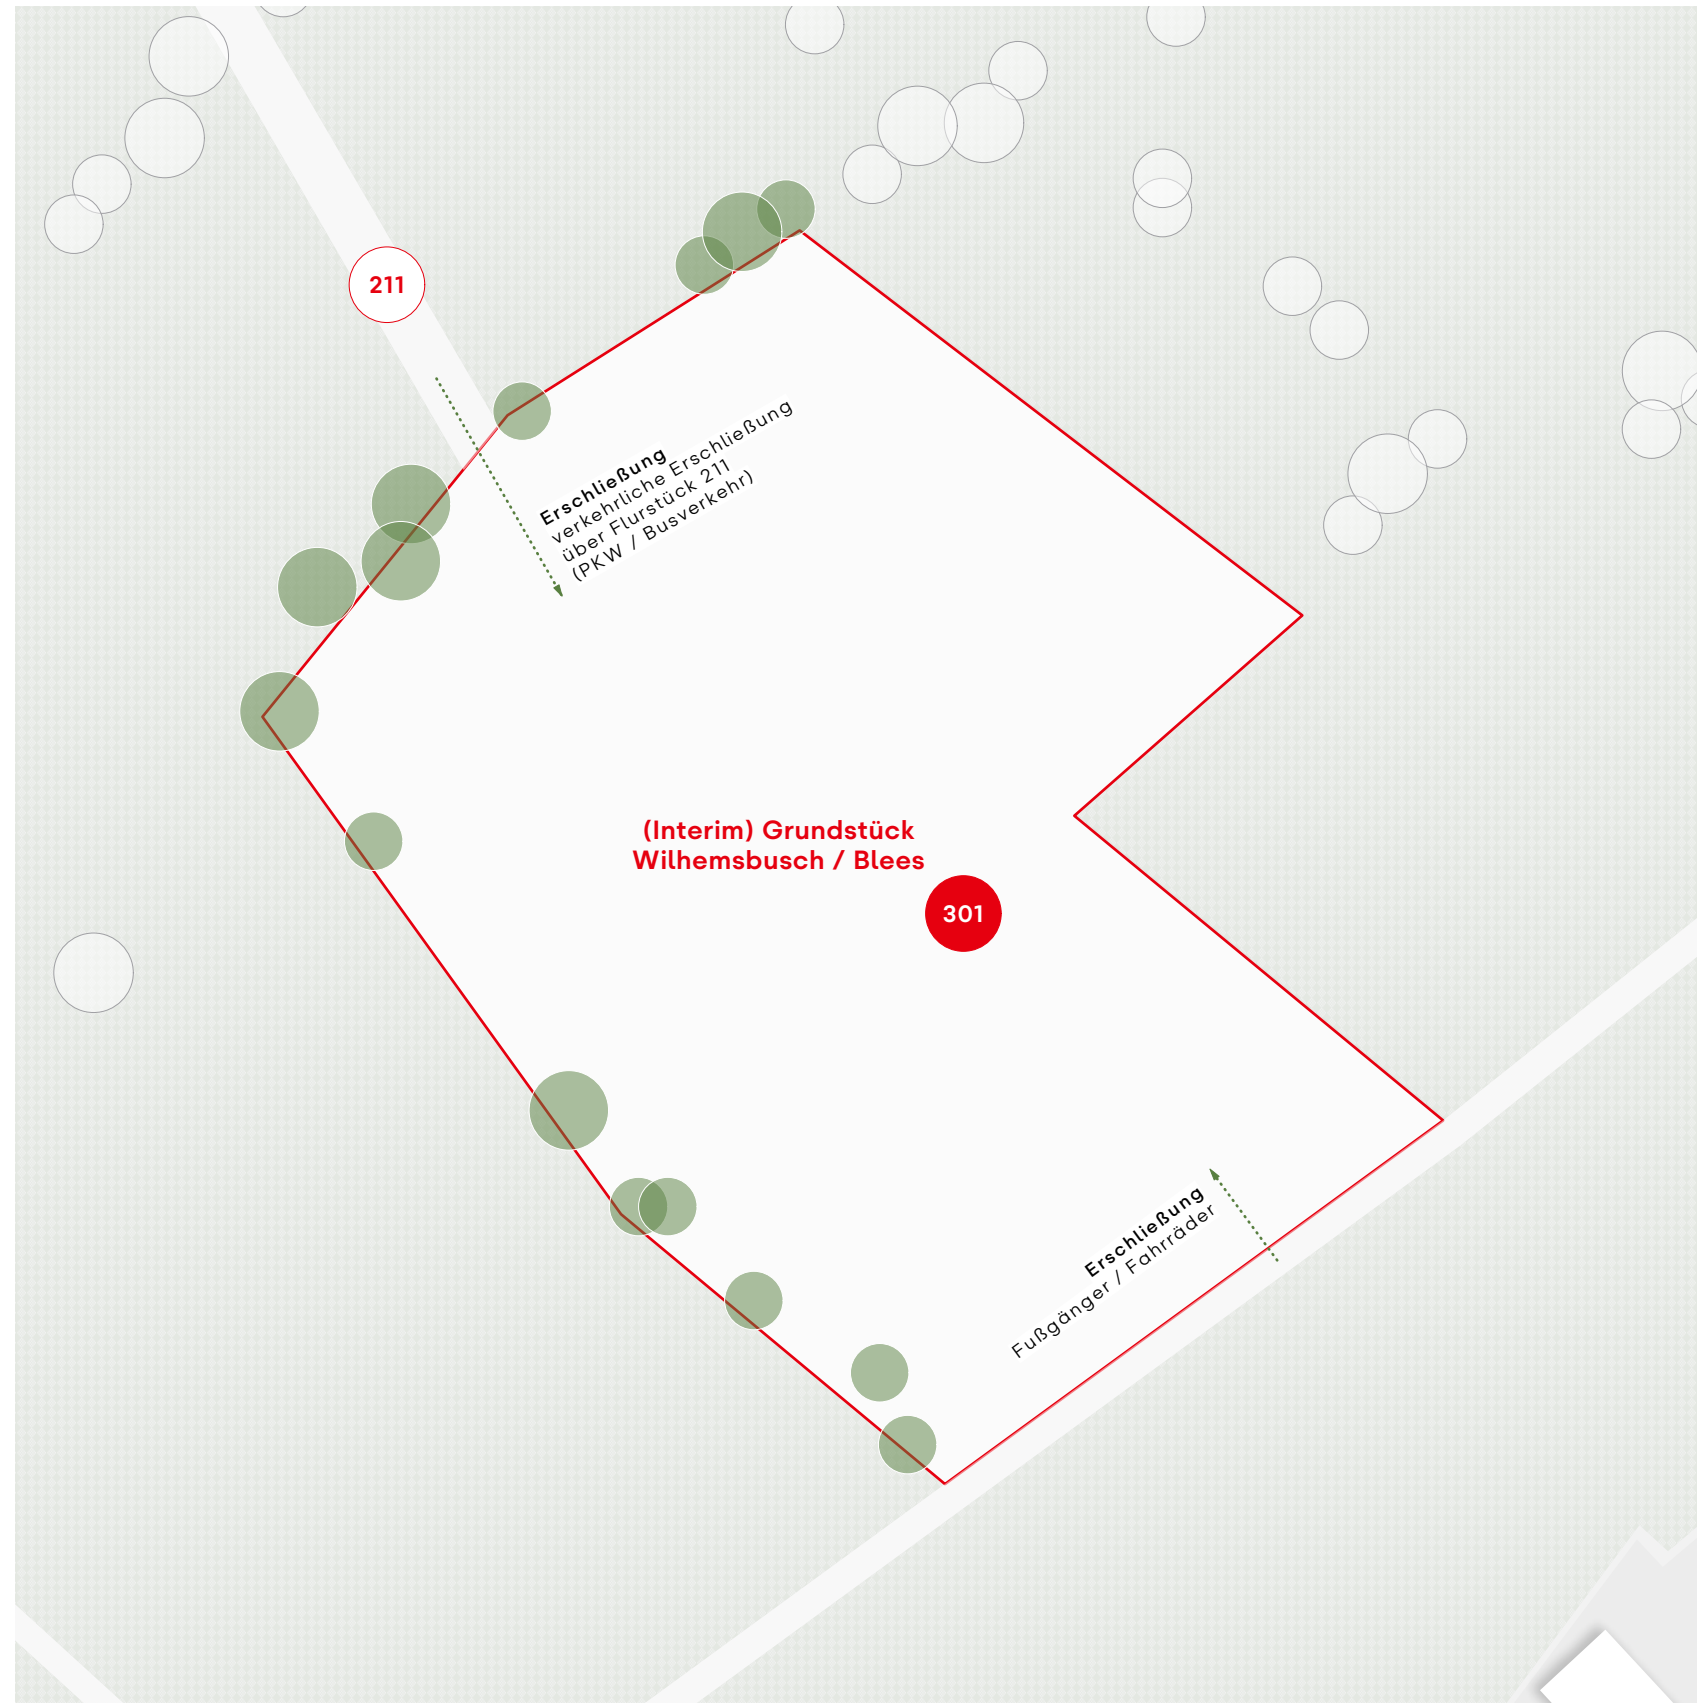 211
Erschließung
verkehrliche Erschließung
über Flurstück 211
(PKW / Busverkehr)
(Interim) Grundstück
Wilhemsbusch / Blees
301
Erschließung
Fußgänger / Fahrräder